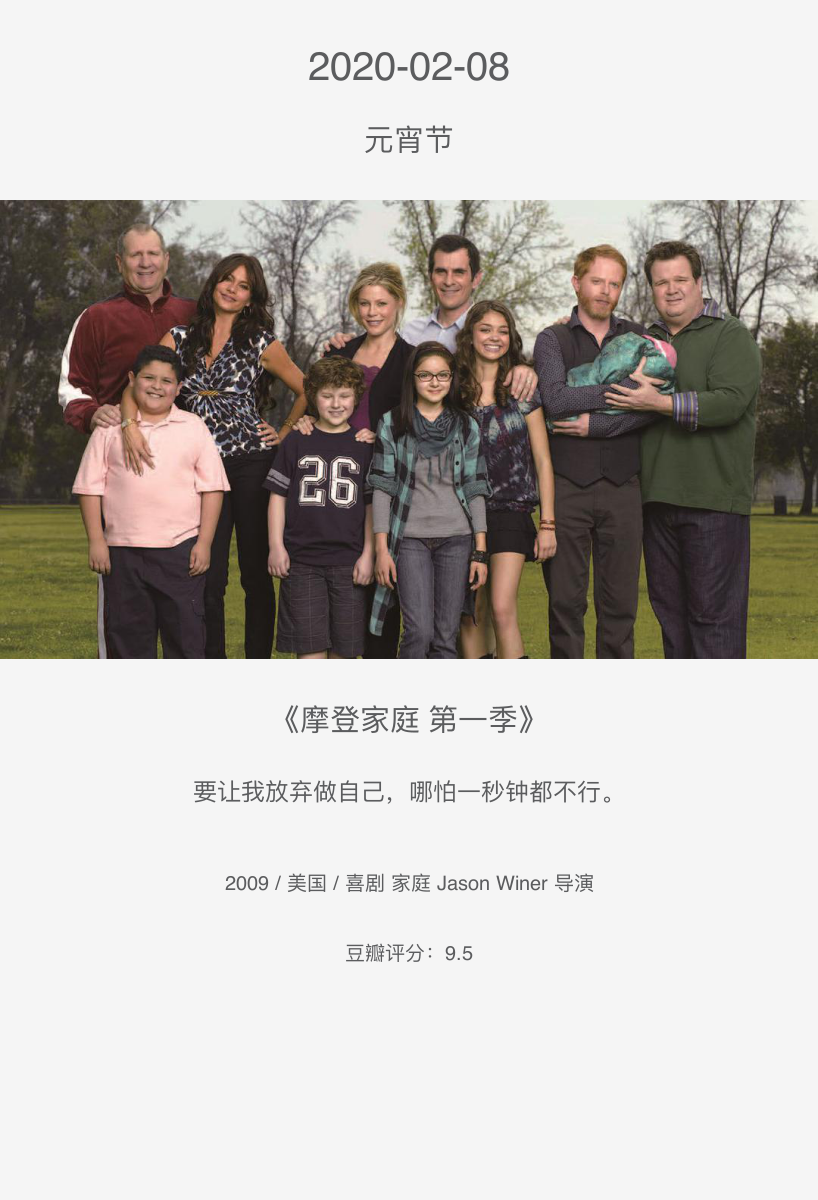 2020-02-08
元宵节
26
《摩登家庭 第一季》
要让我放弃做自己，哪怕一秒钟都不行。
2009 / 美国 / 喜剧 家庭 Jason Winer 导演
豆瓣评分：9.5